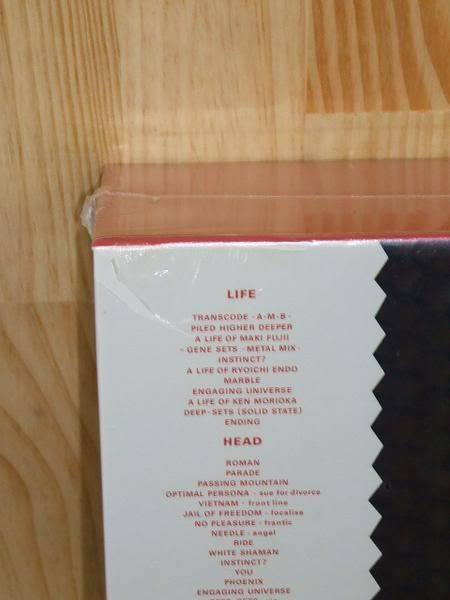 LIFE
TRANSCODE -A-M-B-
PILED HIGHER DEEPER
A LIFE OF MAKI FUJII
- GENE SETS -METAL MIX-
INSTINCT?
A LIFE OF RYOICHI ENDO
MARBLE
ENGAGING UNIVERSE
A LIFE OF KEN MORIOKA
DEEP-SETS (SOLID STATE)
ENDING
HEAD
ROMAN
PARADE
PASSING MOUNTAIN
OPTIMAL PERSONA - sue for divorce
VIETNAM - front line
JAIL OF FREEDOM - focalise
NO PLEASURE - frantic
NEEDLE - angel
RIDE
WHITE SHAMAN
INSTINCT?
YOU
PHOENIX
ENGAGING UNIVERSE